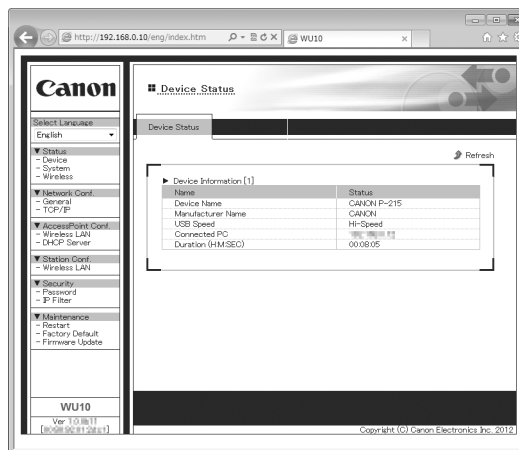 http://192.168.0.10/eng/index.htm
WU10
Canon
Device Status
Select Language
English
Device Status
Refresh
▼ Status
- Device
- System
- Wireless
▼ Network Conf.
- General
- TCP/IP
▼ AccessPoint Conf.
- Wireless LAN
- DHCP Server
▼ Station Conf.
- Wireless LAN
▼ Security
- Password
- IP Filter
▼ Maintenance
- Restart
- Factory Default
- Firmware Update
WU10
Ver
▶ Device Information [1]
Name Status
Device Name CANON P-215
Manufacturer Name CANON
USB Speed Hi-Speed
Connected PC
Duration (H:M:SEC) 00:08:05
Copyright (C) Canon Electronics Inc. 2012